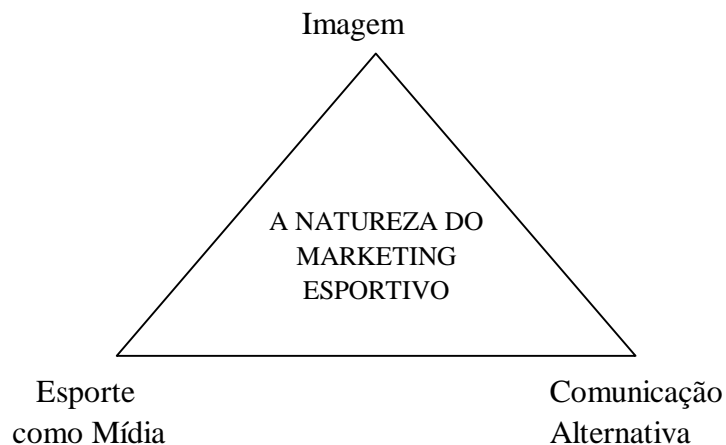 Imagem
A NATUREZA DO
MARKETING
ESPORTIVO
Esporte
como Mídia
Comunicação
Alternativa